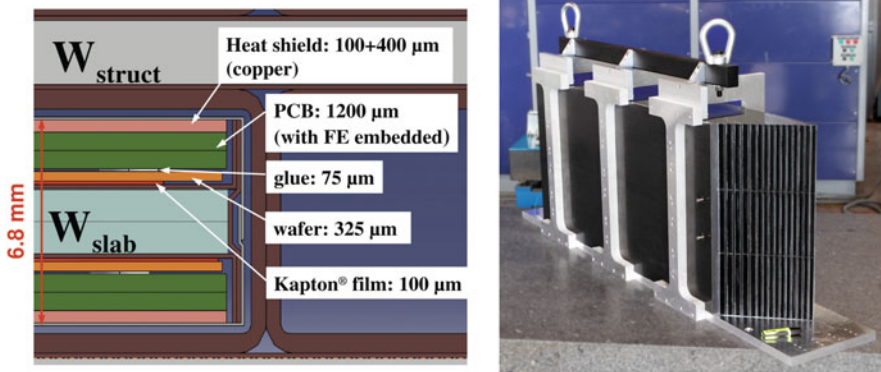 W struct
Heat shield: 100+400 µm
(copper)
PCB: 1200 µm
(with FE embedded)
glue: 75 µm
wafer: 325 µm
W slab
Kapton® film: 100 µm
6.8 mm